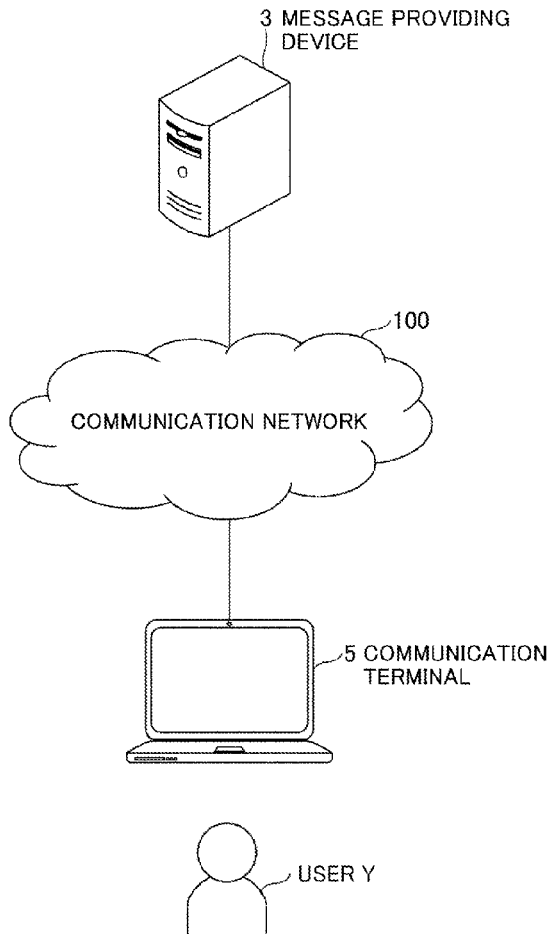 3 MESSAGE PROVIDING
DEVICE
100
COMMUNICATION NETWORK
5 COMMUNICATION
TERMINAL
USER Y